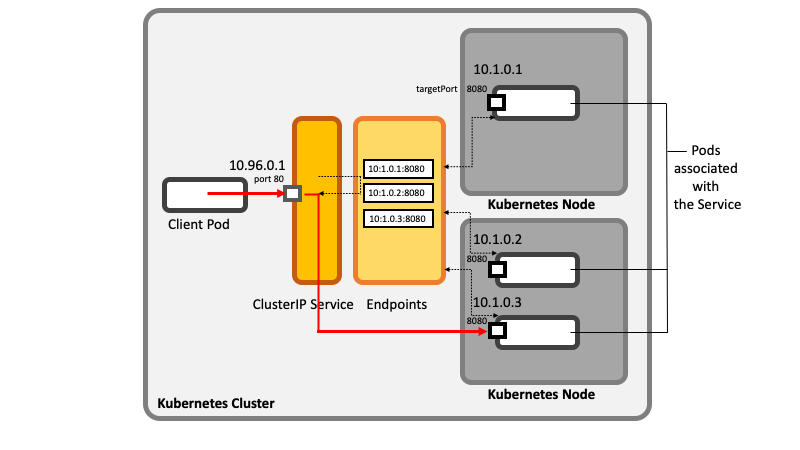 10.1.0.1
targetPort 8080
10.96.0.1
port 80
Client Pod
ClusterIP Service
Endpoints
10:1.0.1:8080
10:1.0.2:8080
10:1.0.3:8080
Kubernetes Node
10.1.0.2
8080
10.1.0.3
8080
Kubernetes Node
Pods
associated
with
the Service
Kubernetes Cluster